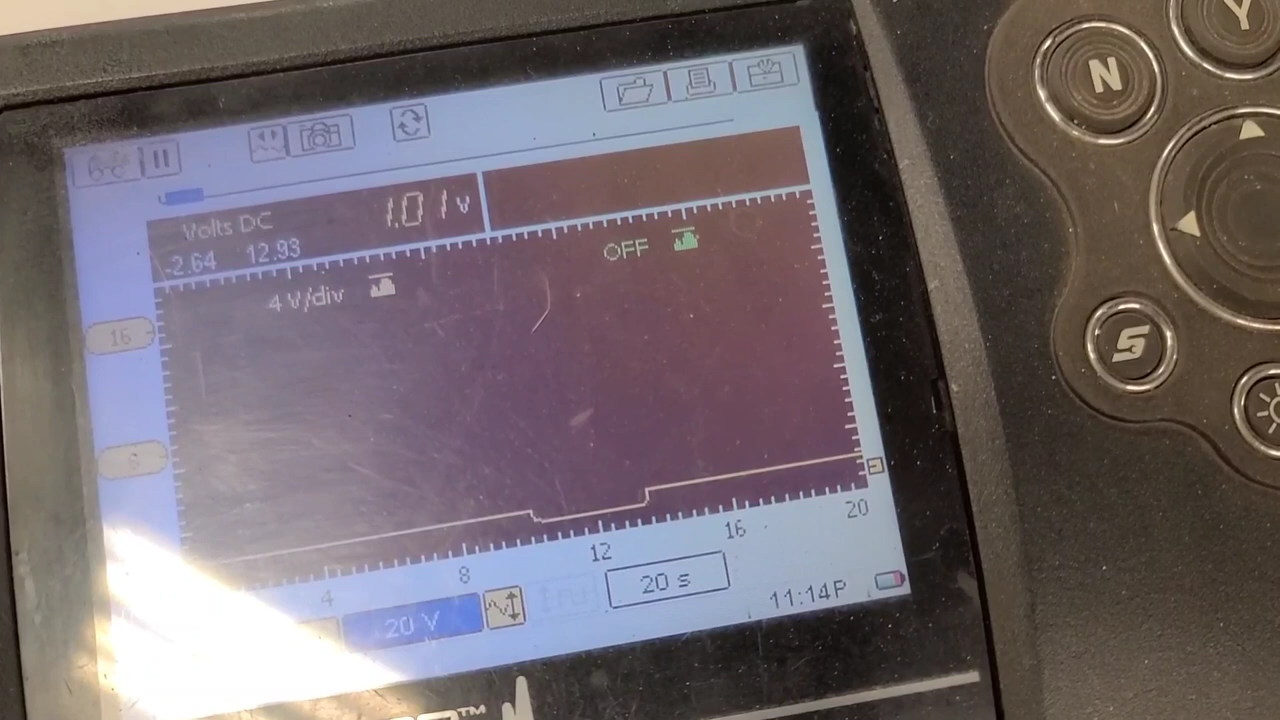 Volts DC 1.01 v
-2.64 12.93
4 V/div OFF
16
4 8 12 16 20
20 V 20 s 11:14P
N
Y
S
TM